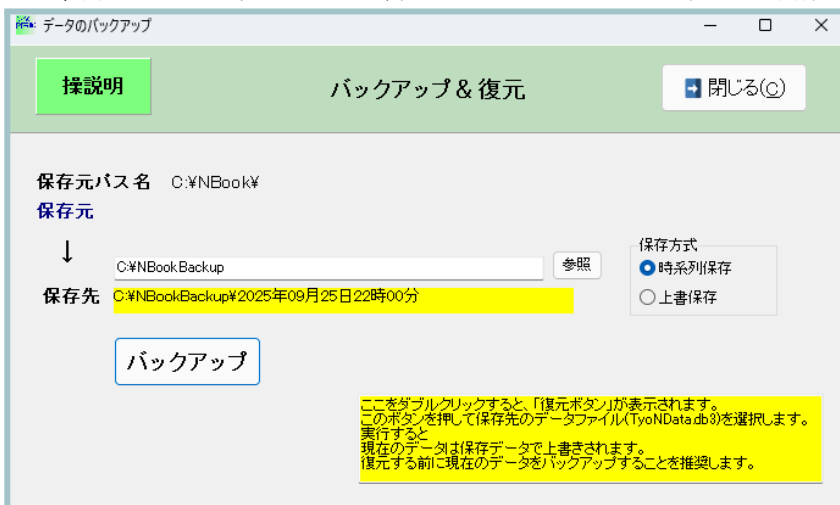 データのバックアップ
操説明
バックアップ＆復元
閉じる(C)
保存元パス名 C:¥NBook¥
保存元
↓
C:¥NBookBackup
参照
保存先 C:¥NBookBackup¥2025年09月25日22時00分
保存方式
時系列保存
上書保存
バックアップ
ここをダブルクリックすると、「復元ボタン」が表示されます。
このボタンを押して保存先のデータファイル(TyoNData.db3)を選択します。
実行すると
現在のデータは保存データで上書きされます。
復元する前に現在のデータをバックアップすることを推奨します。